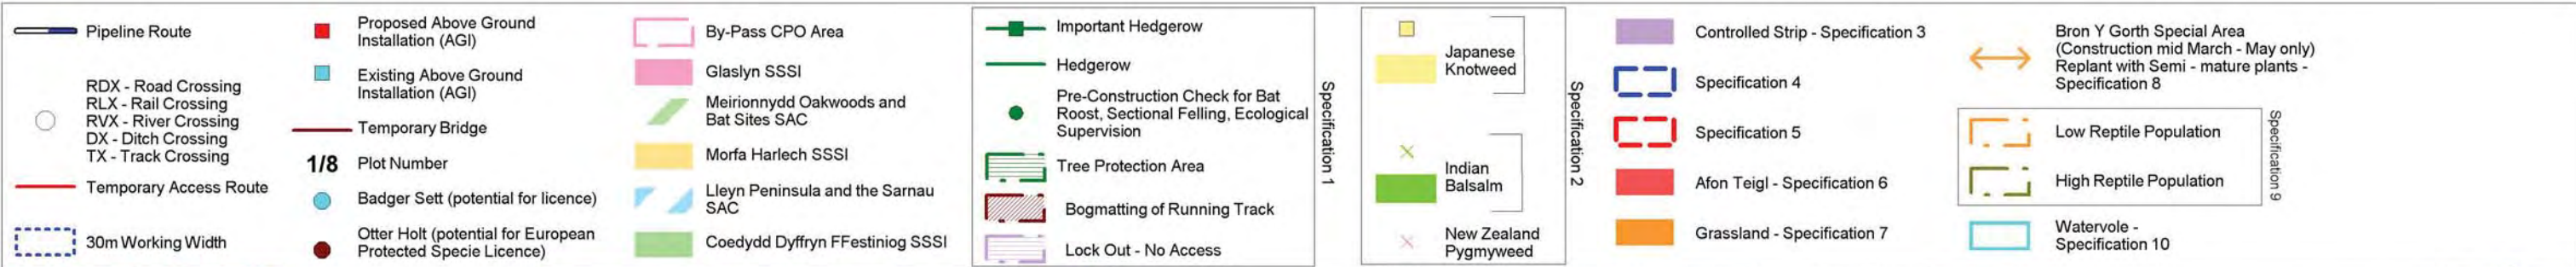 Pipeline Route
RDX - Road Crossing
RLX - Rail Crossing
RVX - River Crossing
DX - Ditch Crossing
TX - Track Crossing
Temporary Access Route
30m Working Width
Proposed Above Ground
Installation (AGI)
Existing Above Ground
Installation (AGI)
Temporary Bridge
1/8 Plot Number
Badger Sett (potential for licence)
Otter Holt (potential for European
Protected Specie Licence)
By-Pass CPO Area
Glaslyn SSSI
Meirionnydd Oakwoods and
Bat Sites SAC
Morfa Harlech SSSI
Lleyn Peninsula and the Sarnau
SAC
Coedydd Dyffryn FFestiniog SSSI
Important Hedgerow
Hedgerow
Pre-Construction Check for Bat
Roost, Sectional Felling, Ecological
Supervision
Tree Protection Area
Bogmatting of Running Track
Lock Out - No Access
Specification 1
Japanese
Knotweed
Indian
Balsalm
New Zealand
Pygmyweed
Specification 2
Controlled Strip - Specification 3
Specification 4
Specification 5
Afon Teigl - Specification 6
Grassland - Specification 7
Bron Y Gorth Special Area
(Construction mid March - May only)
Replant with Semi - mature plants -
Specification 8
Low Reptile Population
High Reptile Population
Specification 9
Watervole -
Specification 10